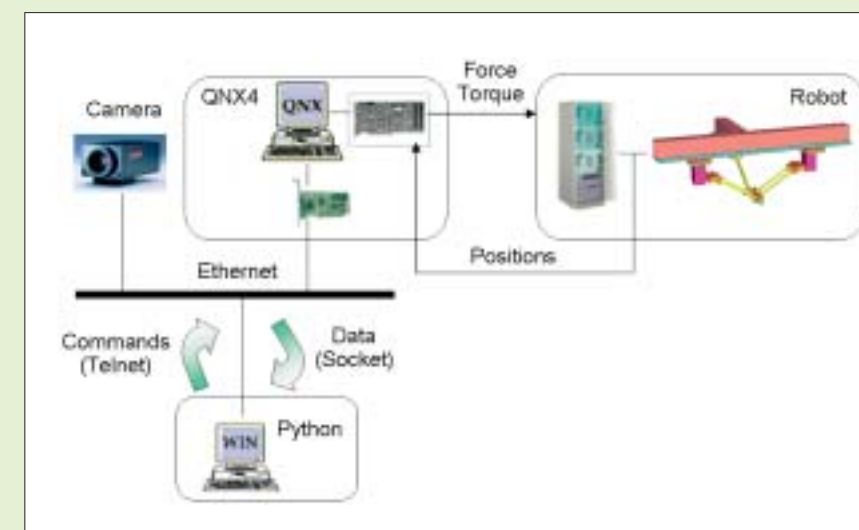 Camera
QNX4
QNX
Force
Torque
Robot
Positions
Ethernet
Commands
(Telnet)
Data
(Socket)
WIN
Python